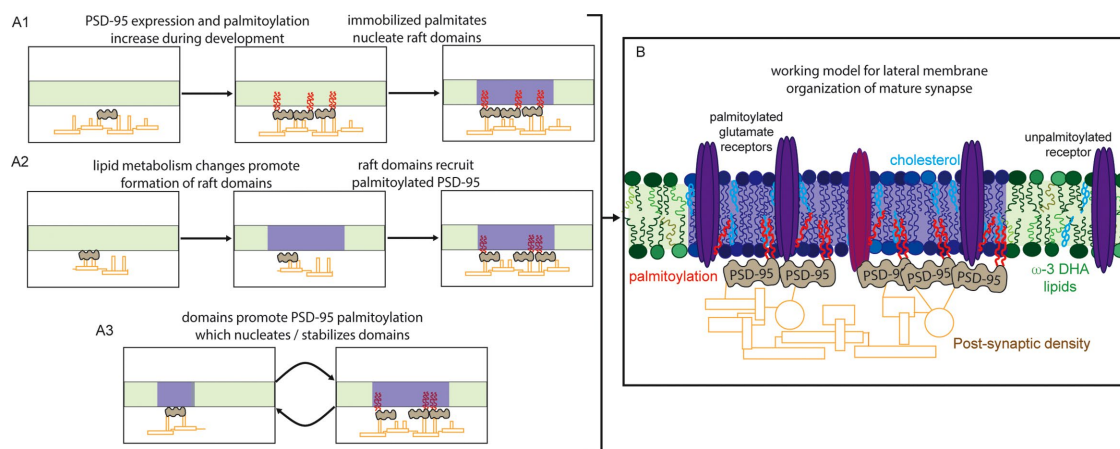 A1
PSD-95 expression and palmitoylation
increase during development
immobilized palmitates
nucleate raft domains
A2
lipid metabolism changes promote
formation of raft domains
raft domains recruit
palmitoylated PSD-95
A3
domains promote PSD-95 palmitoylation
which nucleates / stabilizes domains
B
working model for lateral membrane
organization of mature synapse
palmitoylated
glutamate
receptors
cholesterol
unpalmitoylated
receptor
palmitoylation
PSD-95
PSD-95
PSD-9
PSD-95
PSD-95
ω-3 DHA
lipids
Post-synaptic density